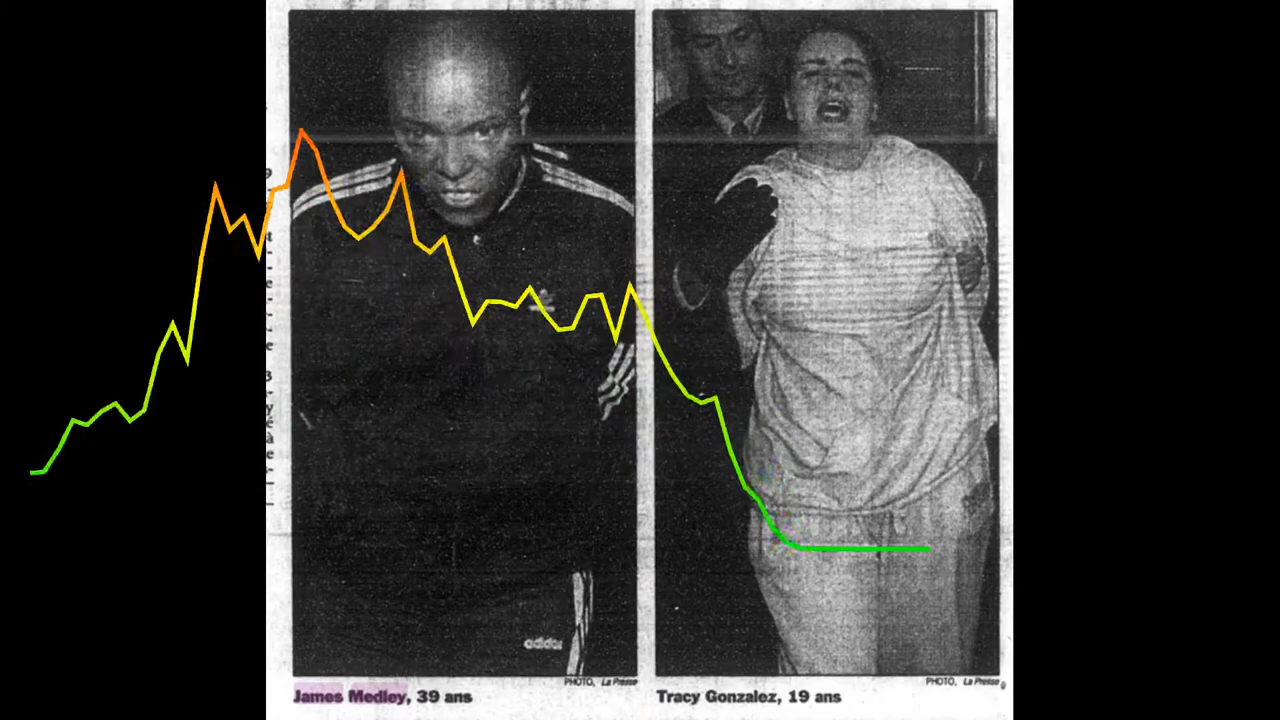 adidas
PHOTO, La Presse
PHOTO, La Presse
James Medley, 39 ans
Tracy Gonzalez, 19 ans